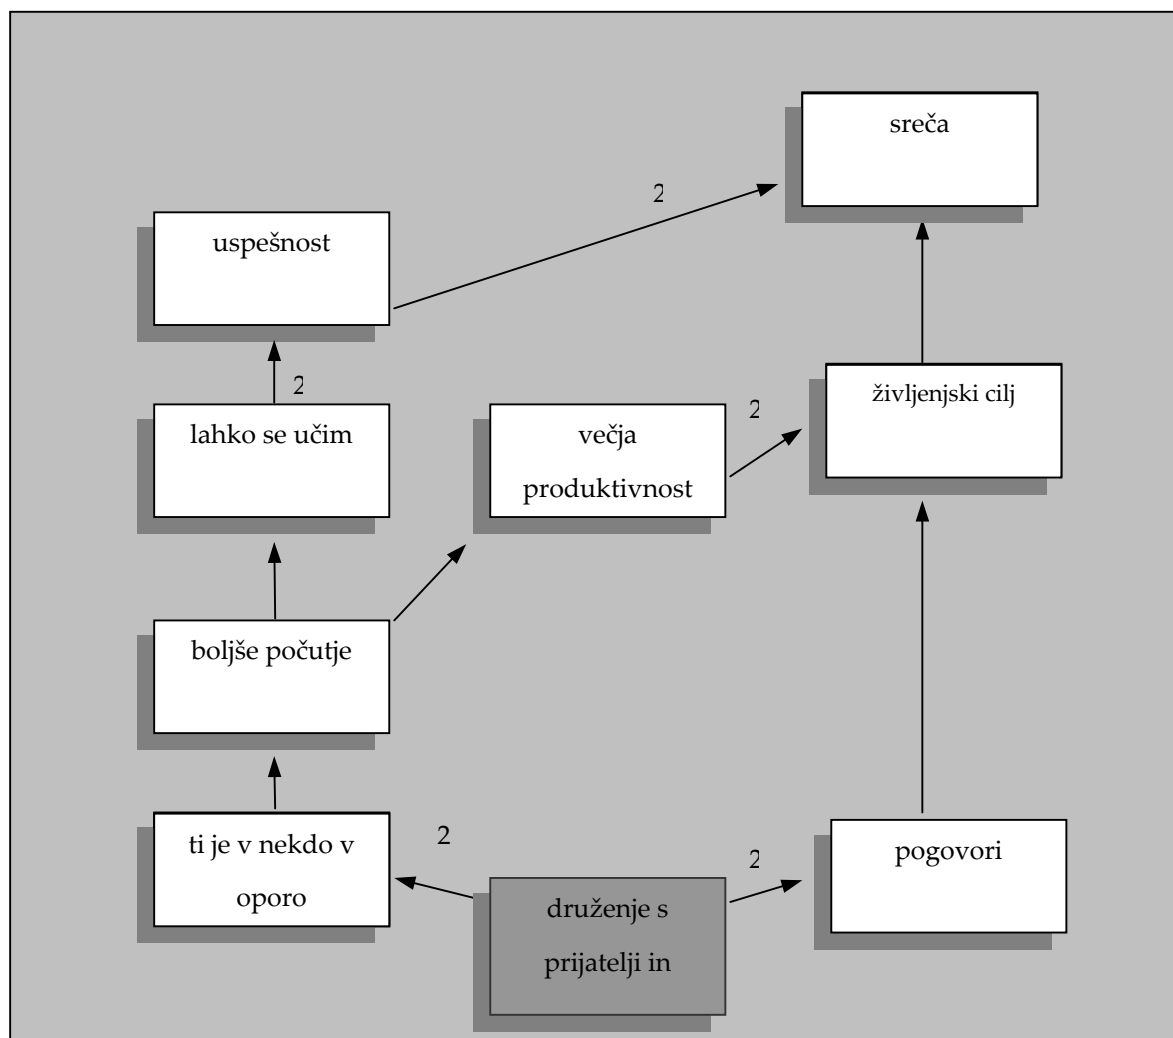 sreča
2
uspešnost
2
življenjski cilj
2
lahko se učim
večja
produktivnost
boljše počutje
ti je v nekdo v
oporo
2
2
pogovori
druženje s
prijatelji in